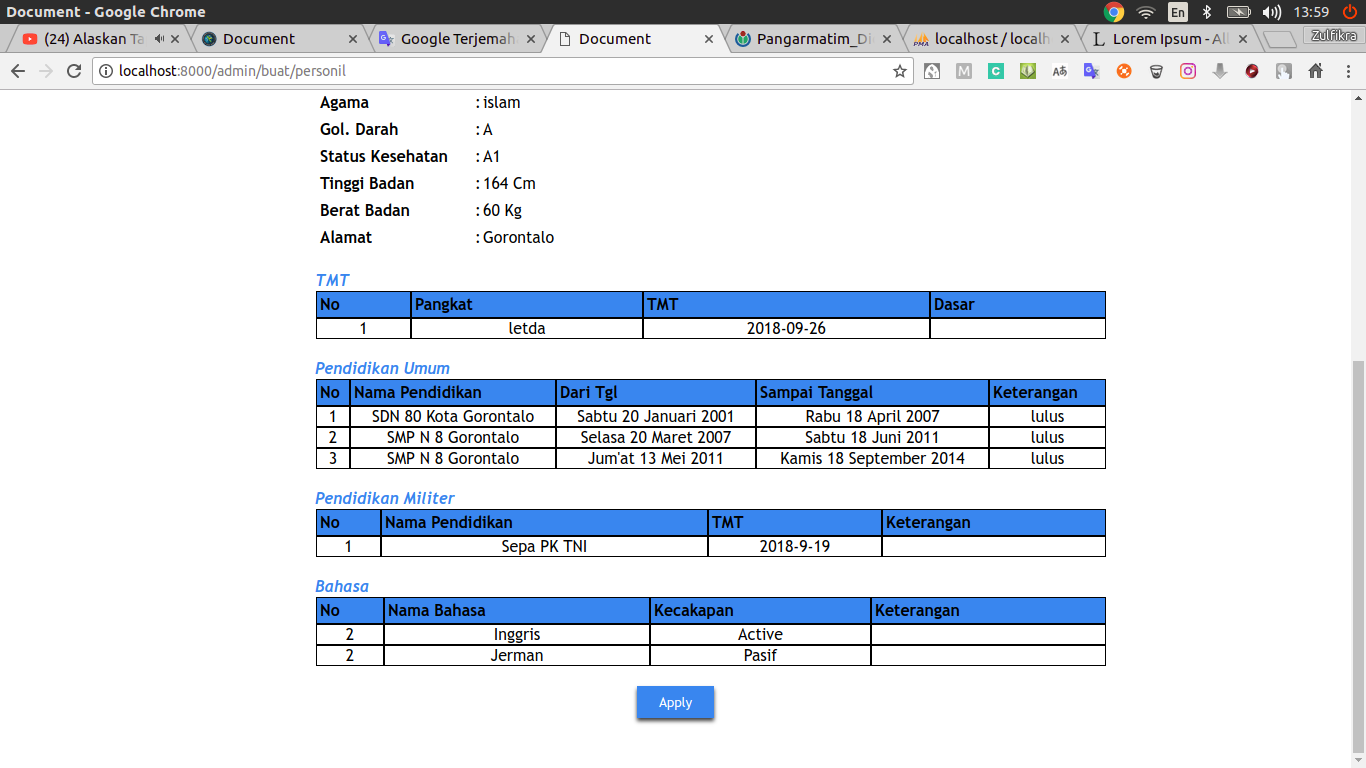 Document - Google Chrome
En
13:59
(24) Alaskan Ta
Document
Google Terjemah
Document
Pangarmatim_Di
localhost / localh
Lorem Ipsum - All
Zulfikra
localhost:8000/admin/buat/personil
Agama : islam
Gol. Darah : A
Status Kesehatan : A1
Tinggi Badan : 164 Cm
Berat Badan : 60 Kg
Alamat : Gorontalo
TMT
No Pangkat TMT Dasar
1 letda 2018-09-26
Pendidikan Umum
No Nama Pendidikan Dari Tgl Sampai Tanggal Keterangan
1 SDN 80 Kota Gorontalo Sabtu 20 Januari 2001 Rabu 18 April 2007 lulus
2 SMP N 8 Gorontalo Selasa 20 Maret 2007 Sabtu 18 Juni 2011 lulus
3 SMP N 8 Gorontalo Jum'at 13 Mei 2011 Kamis 18 September 2014 lulus
Pendidikan Militer
No Nama Pendidikan TMT Keterangan
1 Sepa PK TNI 2018-9-19
Bahasa
No Nama Bahasa Kecakapan Keterangan
2 Inggris Active
2 Jerman Pasif
Apply